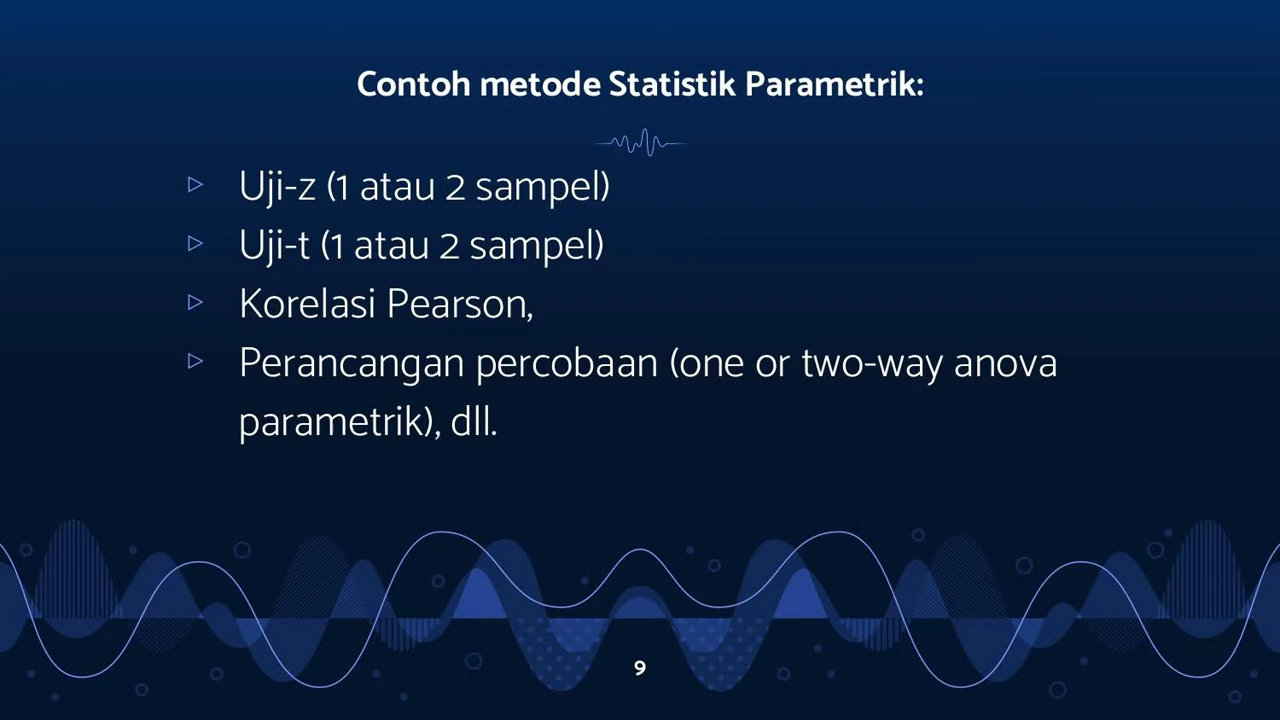 Contoh metode Statistik Parametrik:
▷ Uji-z (1 atau 2 sampel)
▷ Uji-t (1 atau 2 sampel)
▷ Korelasi Pearson,
▷ Perancangan percobaan (one or two-way anova
parametrik), dll.
9